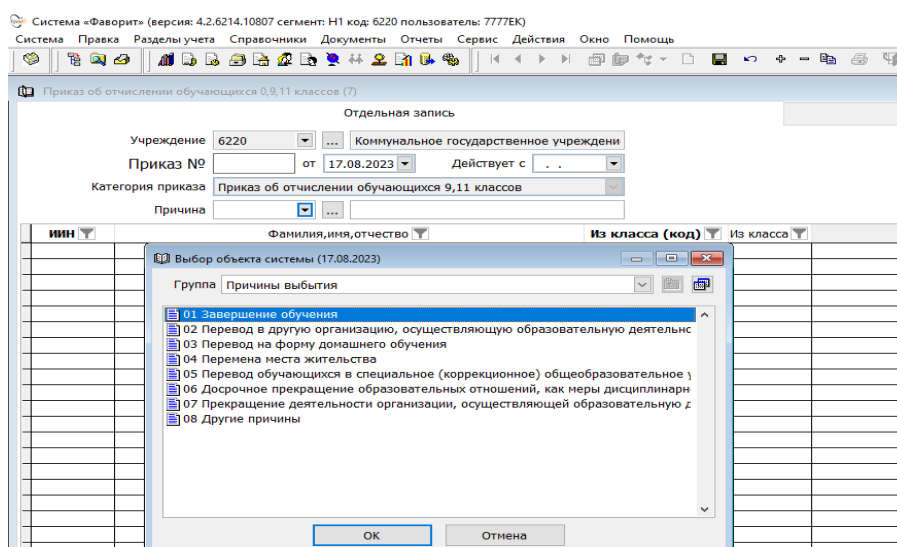 Система «Фаворит» (версия: 4.2.6214.10807 сегмент: H1 код: 6220 пользователь: 7777ЕК)
Система Правка Разделы учета Справочники Документы Отчеты Сервис Действия Окно Помощь
Приказ об отчислении обучающихся 0,9,11 классов (7)
Отдельная запись
Учреждение 6220 ... Коммунальное государственное учреждени
Приказ № от 17.08.2023 Действует с . .
Категория приказа Приказ об отчислении обучающихся 9,11 классов
Причина ...
ИИН Фамилия,имя,отчество Из класса (код) Из класса
Выбор объекта системы (17.08.2023)
Группа Причины выбытия
01 Завершение обучения
02 Перевод в другую организацию, осуществляющую образовательную деятельнс
03 Перевод на форму домашнего обучения
04 Перемена места жительства
05 Перевод обучающихся в специальное (коррекционное) общеобразовательное
06 Досрочное прекращение образовательных отношений, как меры дисциплинарн
07 Прекращение деятельности организации, осуществляющей образовательную
08 Другие причины
ОК Отмена